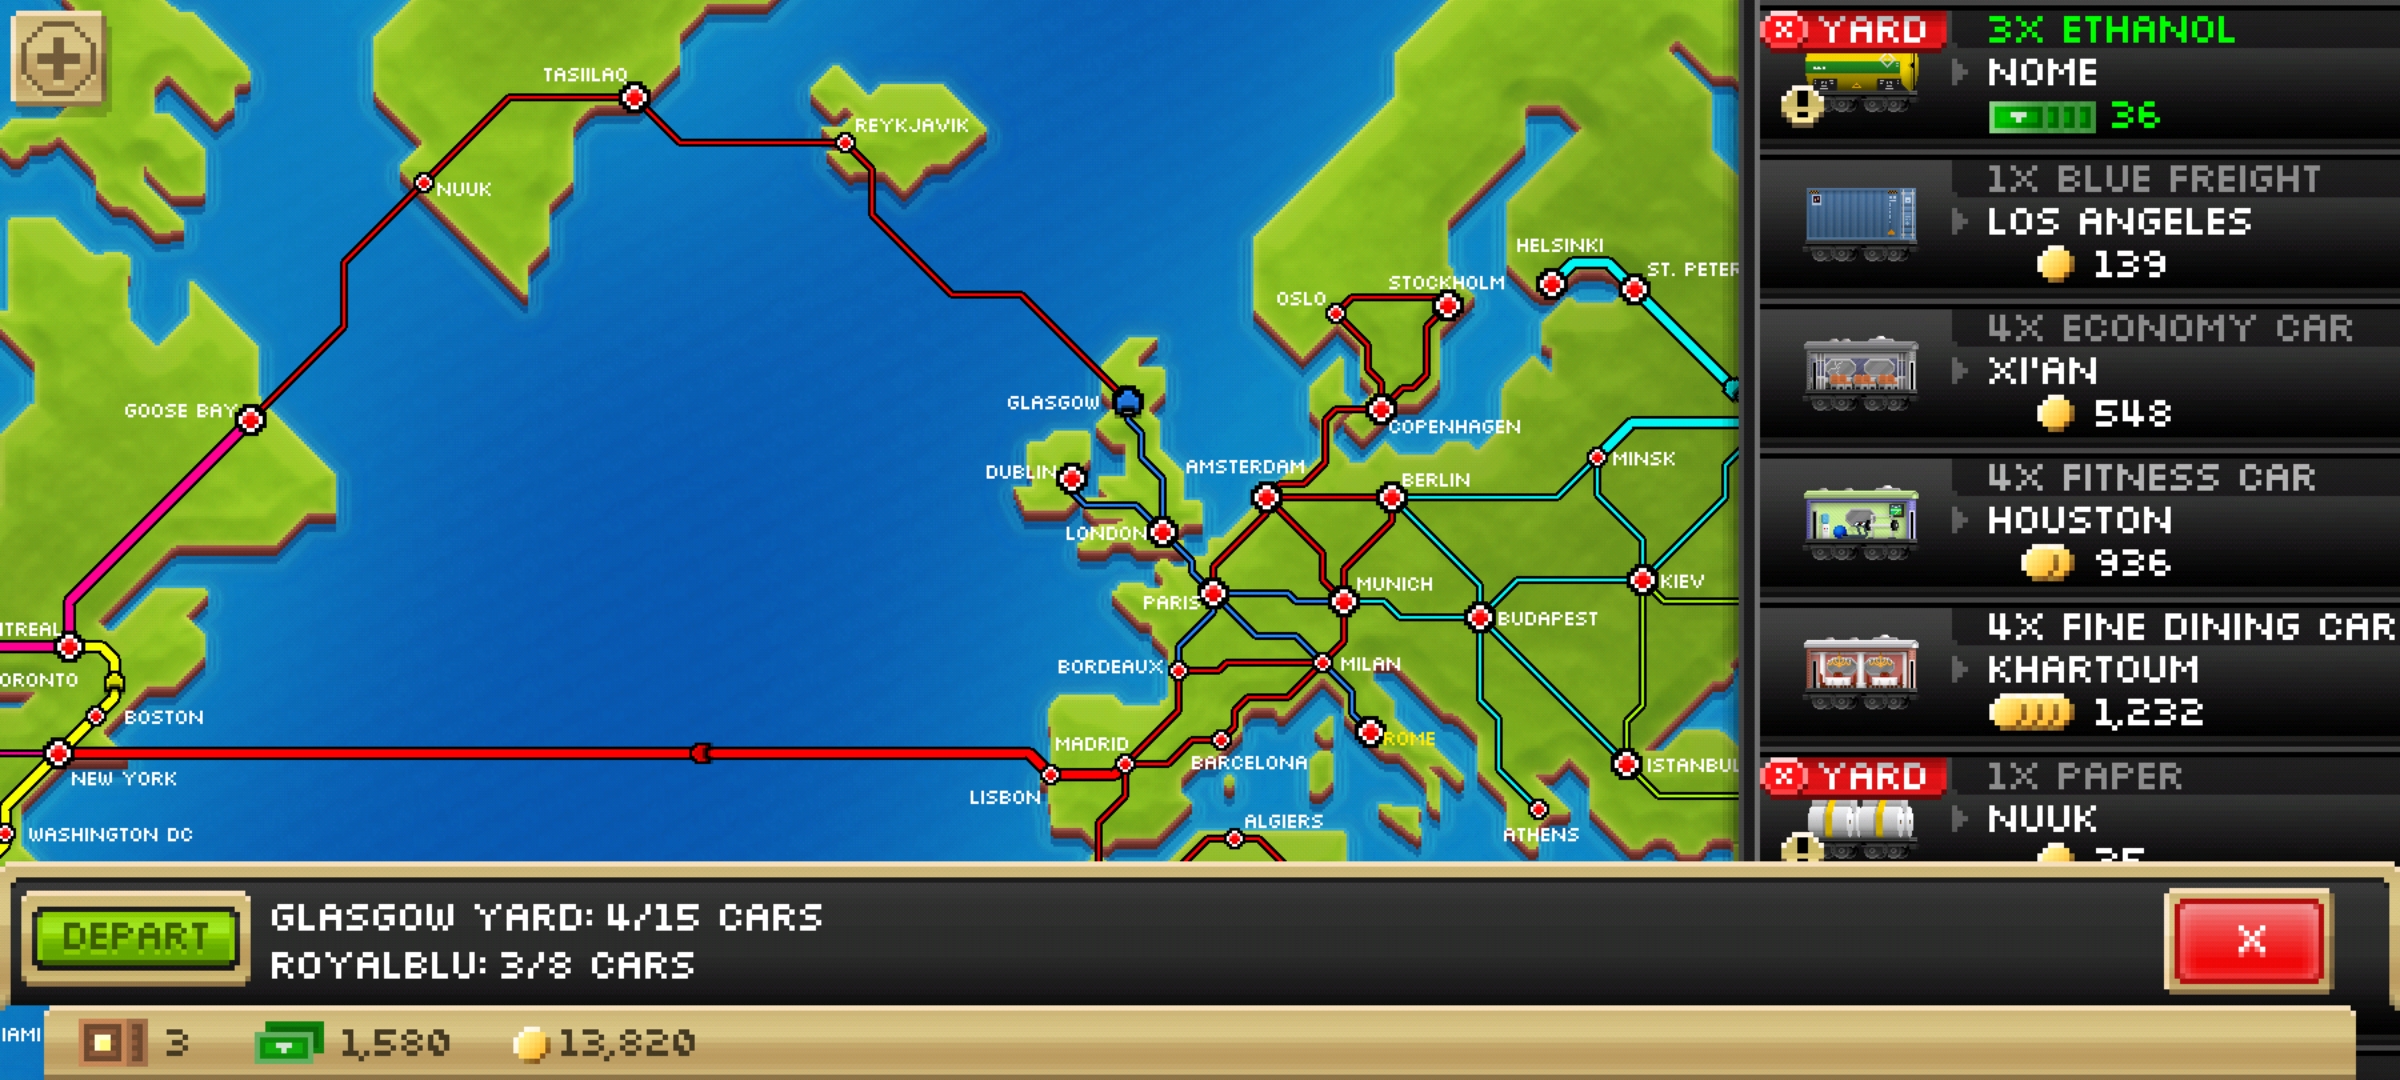 TASIILAQ
REYKJAVIK
NUUK
HELSINKI
ST. PETER
STOCKHOLM
OSLO
GOOSE BAY
GLASGOW
COPENHAGEN
DUBLIN
AMSTERDAM
BERLIN
MINSK
LONDON
MUNICH
KIEV
PARIS
BUDAPEST
NTREAL
BORDEAUX
MILAN
ORONTO
BOSTON
MADRID
ROME
BARCELONA
ISTANBUL
NEW YORK
LISBON
WASHINGTON DC
ALGIERS
ATHENS
YARD
3X ETHANOL
NOME
36
1X BLUE FREIGHT
LOS ANGELES
139
4X ECONOMY CAR
XI'AN
548
4X FITNESS CAR
HOUSTON
936
4X FINE DINING CAR
KHARTOUM
1,232
YARD
1X PAPER
NUUK
DEPART
GLASGOW YARD: 4/15 CARS
ROYALBLU: 3/8 CARS
X
IAMI
3
1,580
13,820